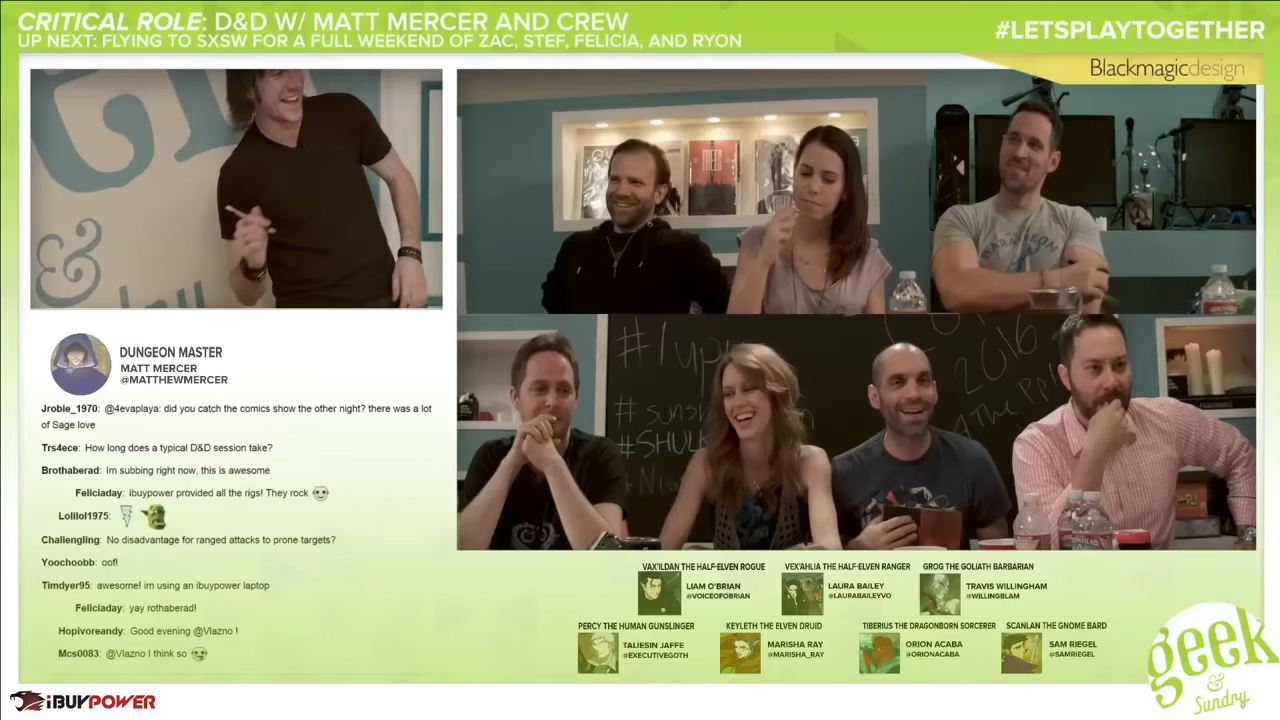 CRITICAL ROLE: D&D W/ MATT MERCER AND CREW
UP NEXT: FLYING TO SXSW FOR A FULL WEEKEND OF ZAC, STEF, FELICIA, AND RYON
#LETSPLAYTOGETHER
Blackmagicdesign
DUNGEON MASTER
MATT MERCER
@MATTHEWMERCER
Jroble_1970: @4evaplaya: did you catch the comics show the other night? there was a lot
of Sage love
Trs4ece: How long does a typical D&D session take?
Brothaberad: Im subbing right now, this is awesome
Feliciaday: ibuypower provided all the rigs! They rock
Lolilol1975:
Challengling: No disadvantage for ranged attacks to prone targets?
Yoochoobb: oof!
Timdyer95: awesome! im using an ibuypower laptop
Feliciaday: yay rothaberad!
Hopivoreandy: Good evening @Vlazno !
Mcs0083: @Vlazno I think so
&
#1
2016
#suns
#SHUL
VAX'ILDAN THE HALF-ELVEN ROGUE
LIAM O'BRIAN
@VOICEOFOBRIAN
VEX'AHLIA THE HALF-ELVEN RANGER
LAURA BAILEY
@LAURABAILEYVO
GROG THE GOLIATH BARBARIAN
TRAVIS WILLINGHAM
@WILLINGBLAM
PERCY THE HUMAN GUNSLINGER
TALIESIN JAFFE
@EXECUTIVEGOTH
KEYLETH THE ELVEN DRUID
MARISHA RAY
@MARISHA_RAY
TIBERIUS THE DRAGONBORN SORCERER
ORION ACABA
@ORIONACABA
SCANLAN THE GNOME BARD
SAM RIEGEL
@SAMRIEGEL
geek
&
Sundry
iBUYPOWER